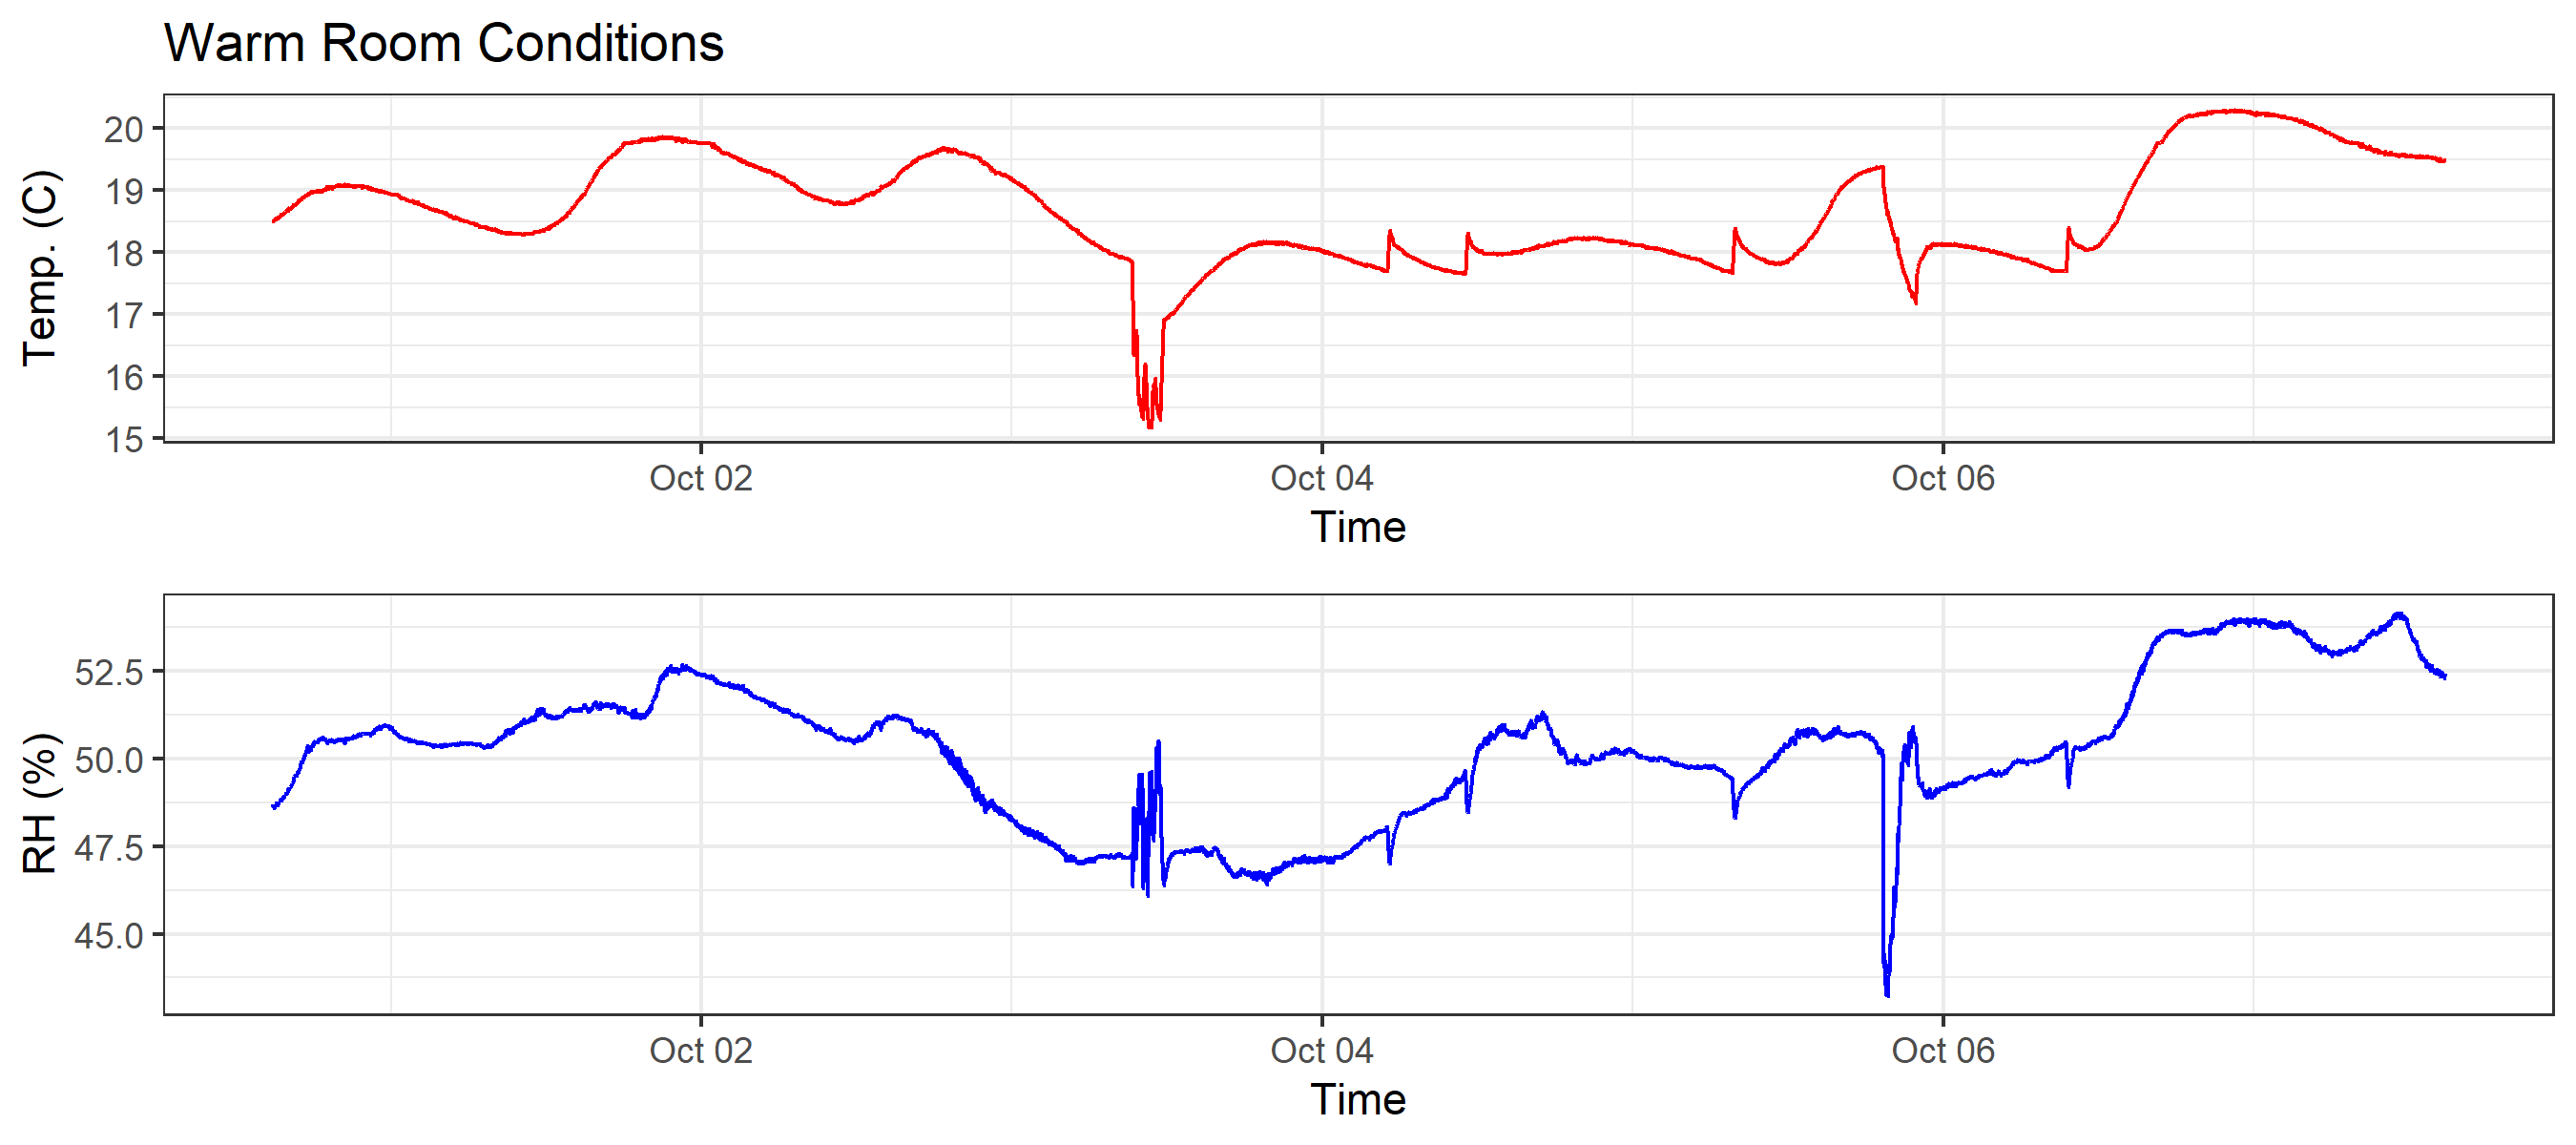 Warm Room Conditions
Temp. (C)
20
19
18
17
16
15
Oct 02 Oct 04 Oct 06
Time
RH (%)
52.5
50.0
47.5
45.0
Oct 02 Oct 04 Oct 06
Time